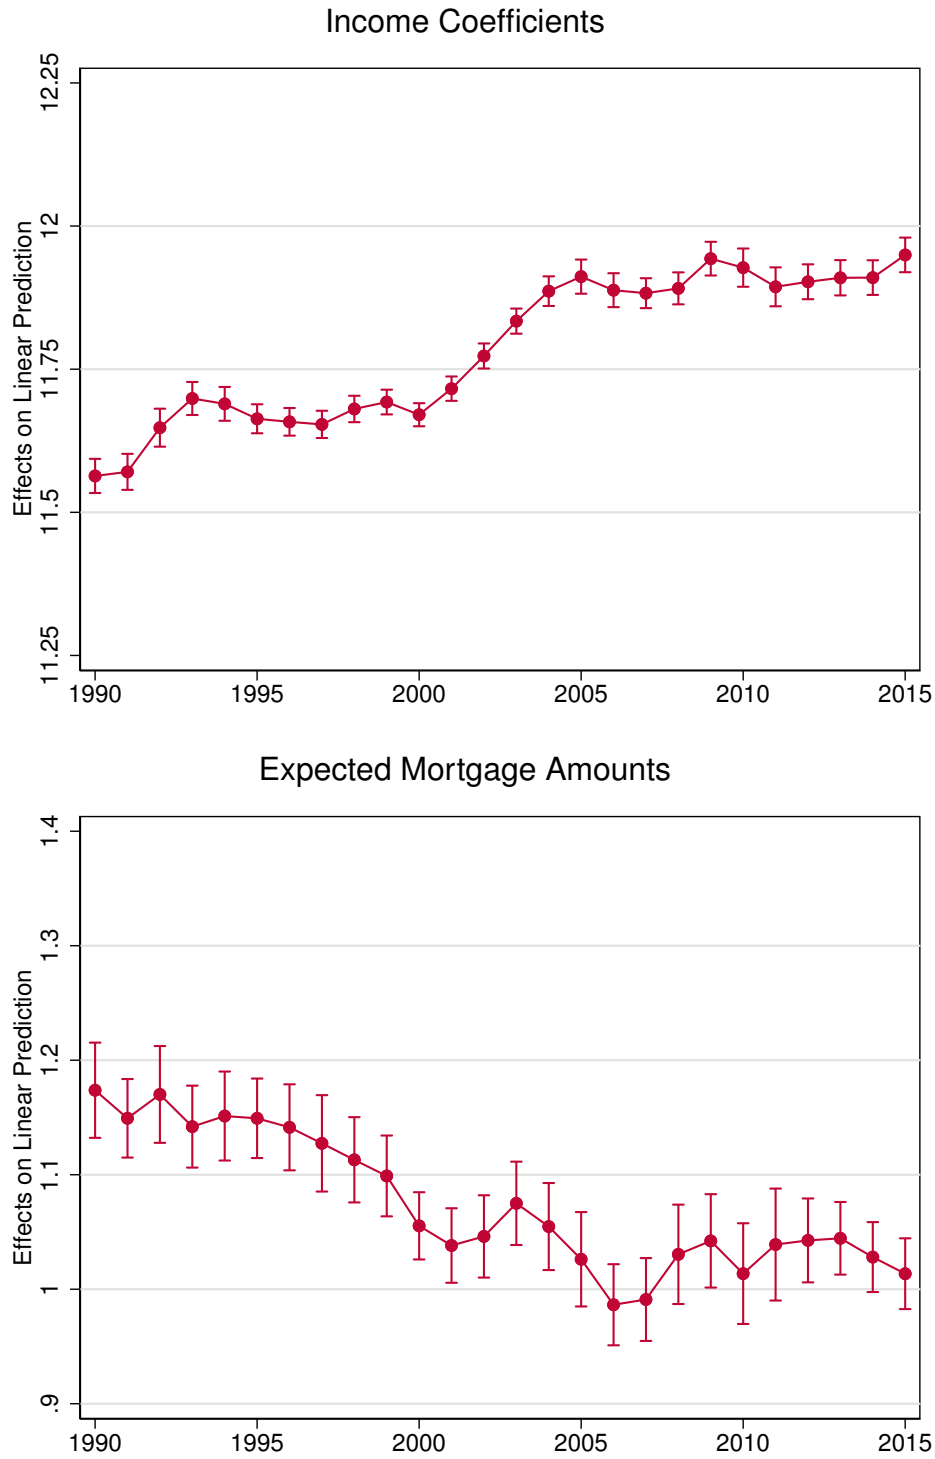 Income Coefficients
Effects on Linear Prediction
12.25
12
11.75
11.5
11.25
1990 1995 2000 2005 2010 2015
Expected Mortgage Amounts
Effects on Linear Prediction
1.4
1.3
1.2
1.1
1
.9
1990 1995 2000 2005 2010 2015